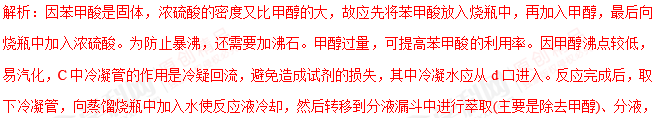 解析：因苯甲酸是固体，浓硫酸的密度又比甲醇的大，故应先将苯甲酸放入烧瓶中，再加入甲醇，最后向
烧瓶中加入浓硫酸。为防止暴沸，还需要加沸石。甲醇过量，可提高苯甲酸的利用率。因甲醇沸点较低，
易汽化，C中冷凝管的作用是冷疑回流，避免造成试剂的损失，其中冷凝水应从d口进入。反应完成后，取
下冷凝管，向蒸馏烧瓶中加入水使反应液冷却，然后转移到分液漏斗中进行萃取(主要是除去甲醇)、分液，